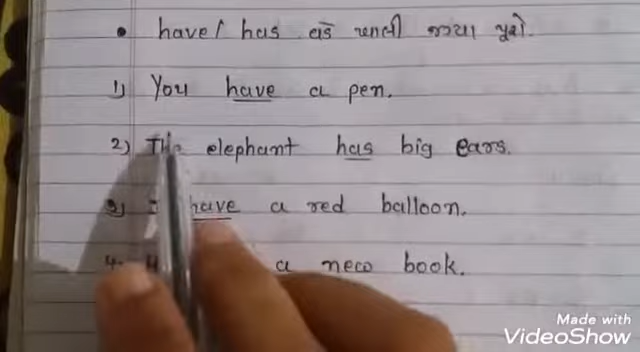 • have/ has વડે ખાલી જગ્યા પૂરો.
1) You have a pen.
2) The elephant has big ears.
3) I have a red balloon.
4. a new book.
Made with
VideoShow